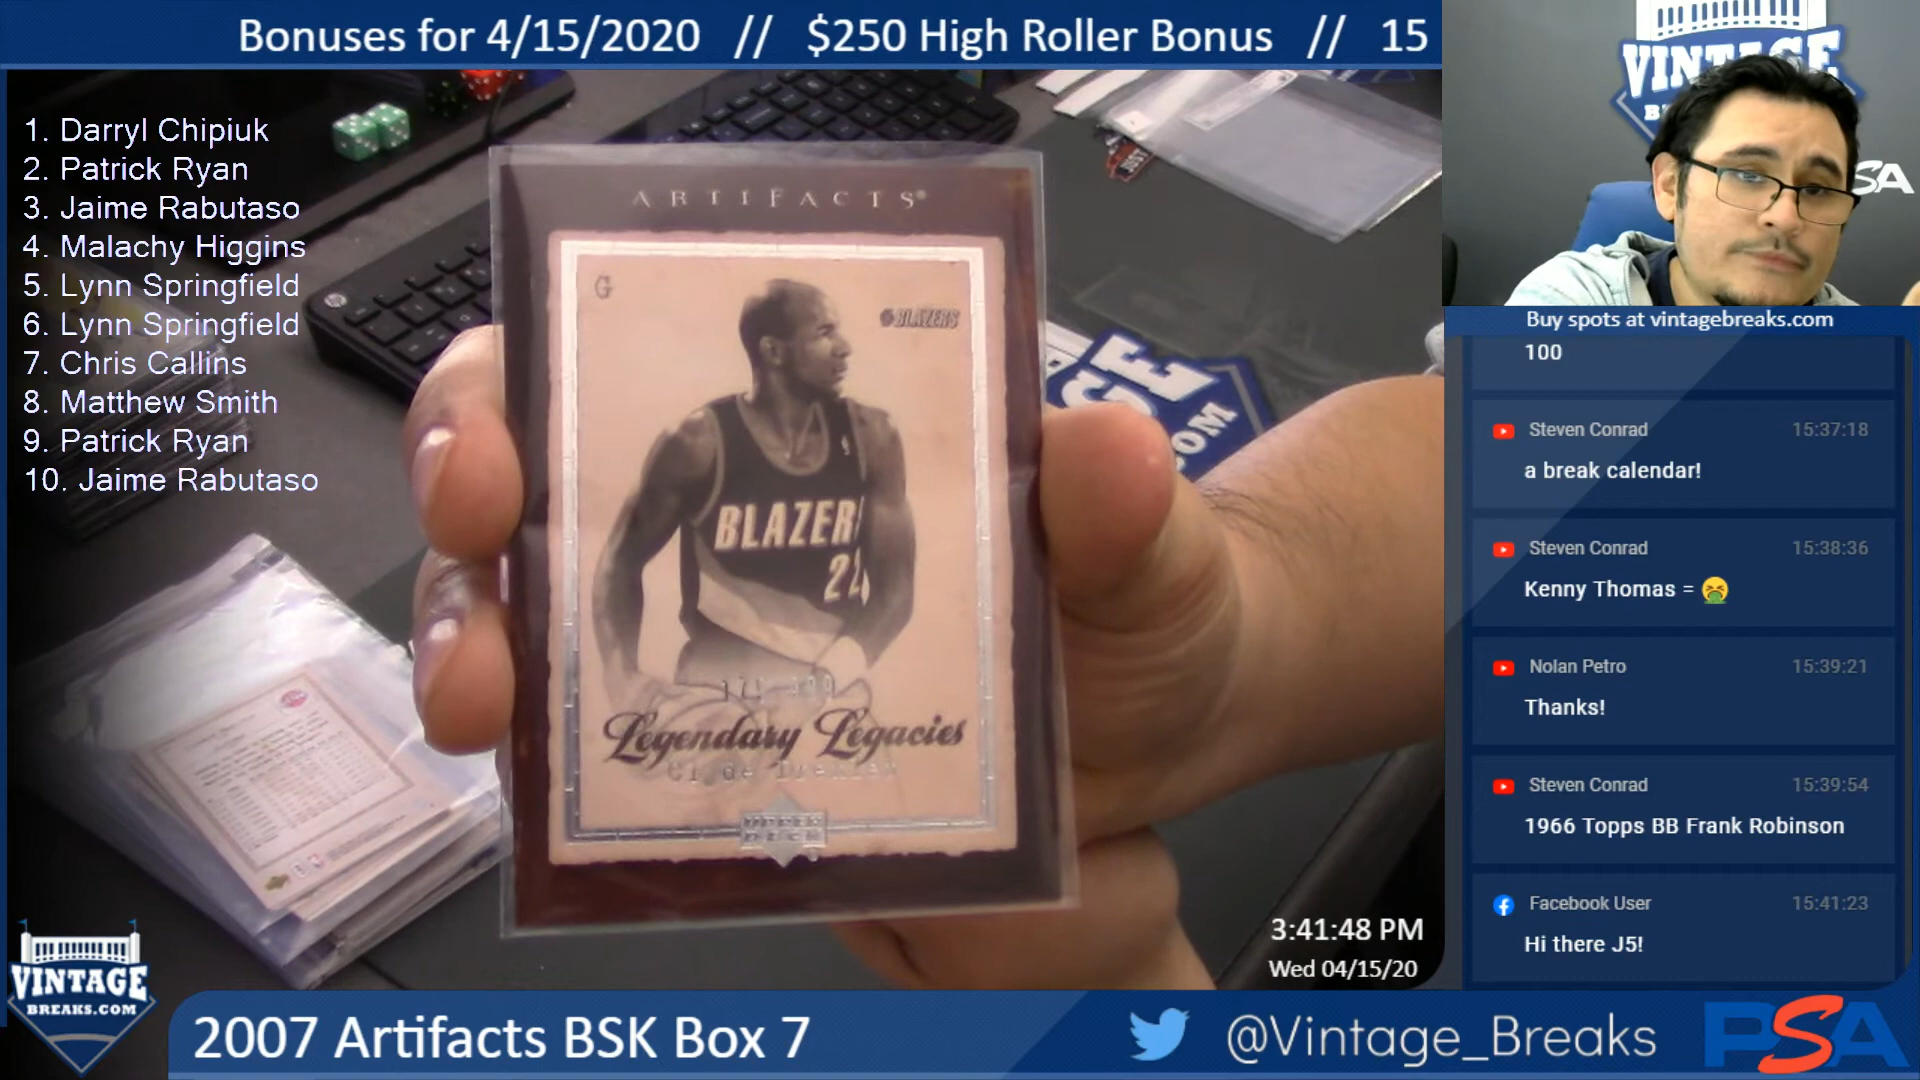 Bonuses for 4/15/2020 // $250 High Roller Bonus // 15
1. Darryl Chipiuk
2. Patrick Ryan
3. Jaime Rabutaso
4. Malachy Higgins
5. Lynn Springfield
6. Lynn Springfield
7. Chris Callins
8. Matthew Smith
9. Patrick Ryan
10. Jaime Rabutaso
ARTIFACTS®
G
BLAZERS
BLAZER
22
Legendary Legacies
UPPER
DECK
VINTAGE
Buy spots at vintagebreaks.com
100
Steven Conrad 15:37:18
a break calendar!
Steven Conrad 15:38:36
Kenny Thomas = 🤮
Nolan Petro 15:39:21
Thanks!
Steven Conrad 15:39:54
1966 Topps BB Frank Robinson
Facebook User 15:41:23
Hi there J5!
3:41:48 PM
Wed 04/15/20
VINTAGE
BREAKS.COM
2007 Artifacts BSK Box 7
@Vintage_Breaks
PSA